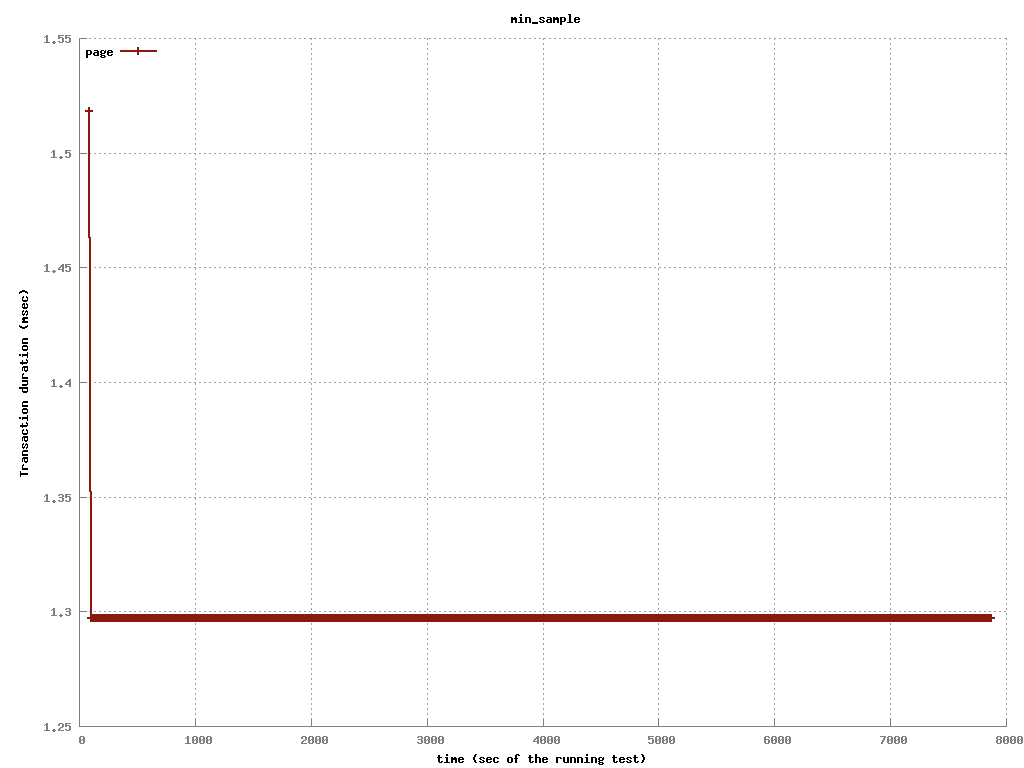 min_sample
page
1.55
1.5
1.45
1.4
1.35
1.3
1.25
Transaction duration (msec)
0 1000 2000 3000 4000 5000 6000 7000 8000
time (sec of the running test)